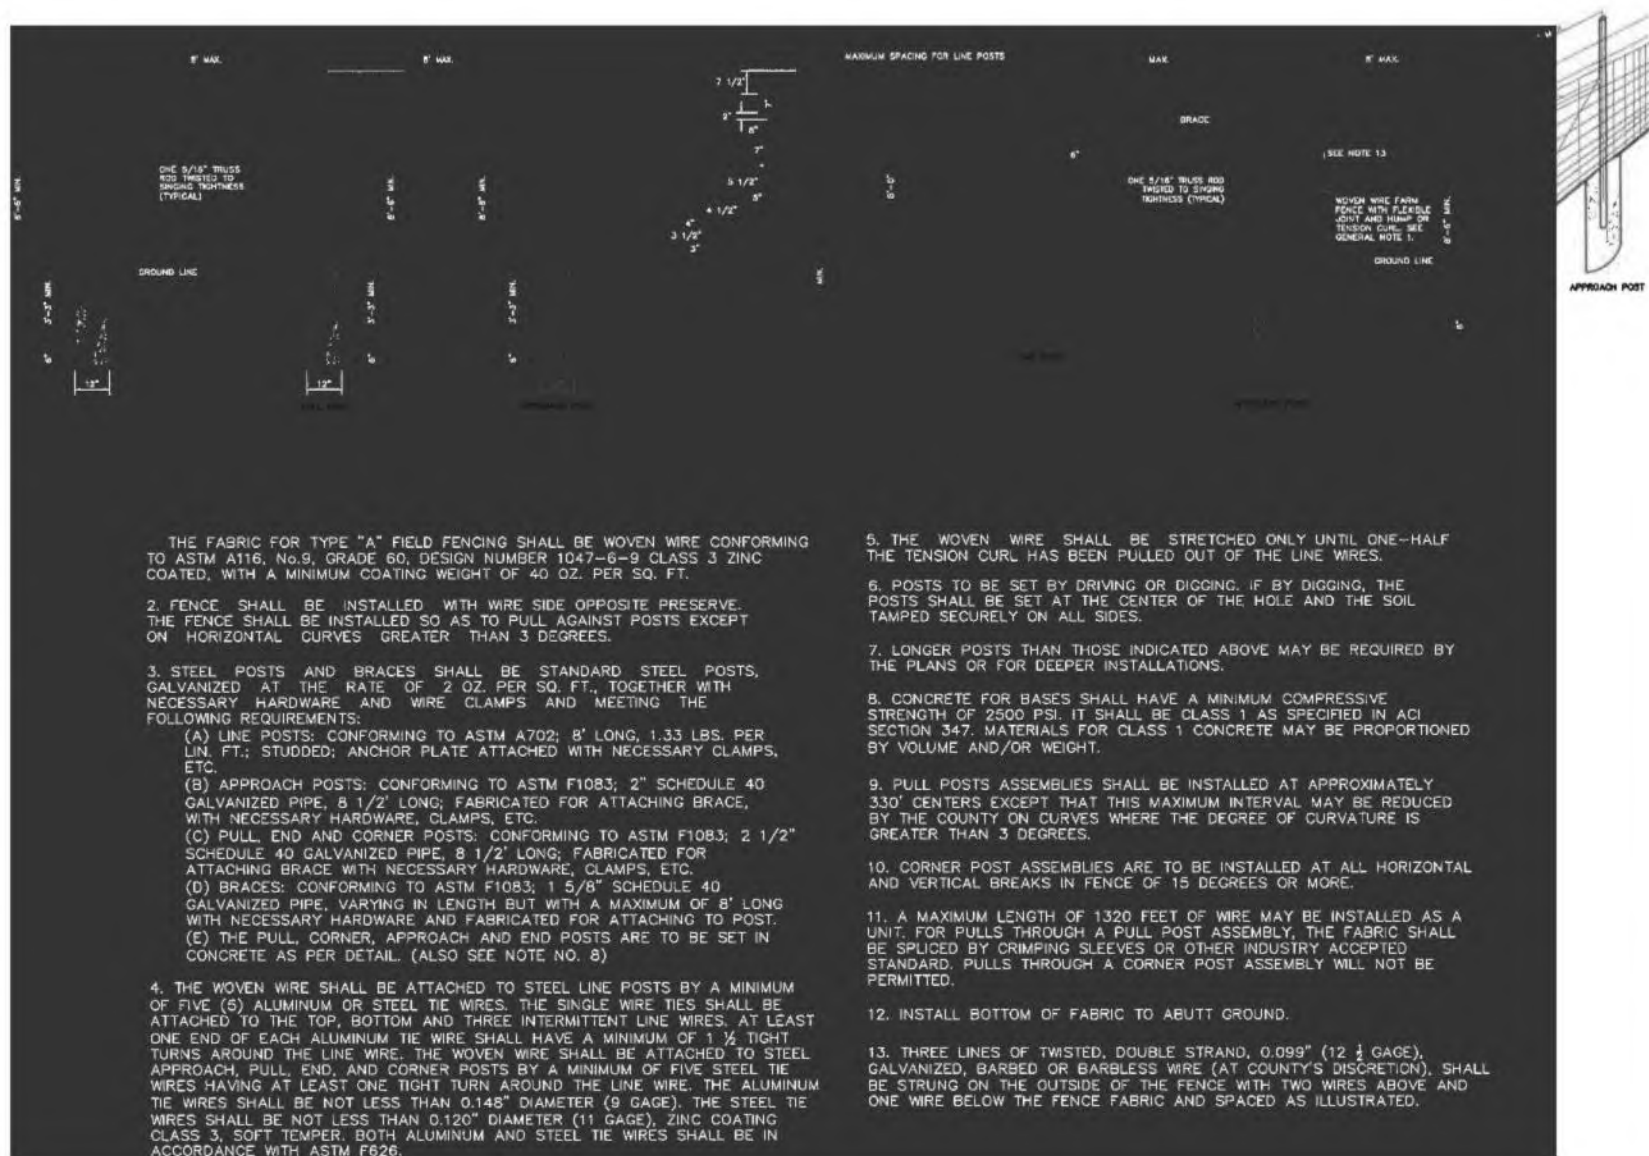 8' MAX.
8' MAX.
MAXIMUM SPACING FOR LINE POSTS
MAX.
8' MAX.
7 1/2"
7"
2"
6"
BRACE
7"
6"
SEE NOTE 13
ONE 5/16" TRUSS
ROD TWISTED TO
SINGING TIGHTNESS
(TYPICAL)
5 1/2"
5"
4 1/2"
4"
3 1/2"
3"
ONE 5/16" TRUSS ROD
TWISTED TO SINGING
TIGHTNESS (TYPICAL)
WOVEN WIRE FARM
FENCE WITH FLEXIBLE
JOINT AND HUMP OR
TENSION CURL. SEE
GENERAL NOTE 1.
GROUND LINE
GROUND LINE
MIN.
APPROACH POST
3'-3" MIN.
3'-3" MIN.
3'-3" MIN.
6"
6"
6"
6"
12"
12"
THE FABRIC FOR TYPE "A" FIELD FENCING SHALL BE WOVEN WIRE CONFORMING
TO ASTM A116, No.9, GRADE 60, DESIGN NUMBER 1047-6-9 CLASS 3 ZINC
COATED, WITH A MINIMUM COATING WEIGHT OF 40 OZ. PER SQ. FT.
2. FENCE SHALL BE INSTALLED WITH WIRE SIDE OPPOSITE PRESERVE.
THE FENCE SHALL BE INSTALLED SO AS TO PULL AGAINST POSTS EXCEPT
ON HORIZONTAL CURVES GREATER THAN 3 DEGREES.
3. STEEL POSTS AND BRACES SHALL BE STANDARD STEEL POSTS,
GALVANIZED AT THE RATE OF 2 OZ. PER SQ. FT., TOGETHER WITH
NECESSARY HARDWARE AND WIRE CLAMPS AND MEETING THE
FOLLOWING REQUIREMENTS:
(A) LINE POSTS: CONFORMING TO ASTM A702; 8' LONG, 1.33 LBS. PER
LIN. FT.; STUDDED; ANCHOR PLATE ATTACHED WITH NECESSARY CLAMPS,
ETC.
(B) APPROACH POSTS: CONFORMING TO ASTM F1083; 2" SCHEDULE 40
GALVANIZED PIPE, 8 1/2' LONG; FABRICATED FOR ATTACHING BRACE,
WITH NECESSARY HARDWARE, CLAMPS, ETC.
(C) PULL, END AND CORNER POSTS: CONFORMING TO ASTM F1083; 2 1/2"
SCHEDULE 40 GALVANIZED PIPE, 8 1/2' LONG; FABRICATED FOR
ATTACHING BRACE WITH NECESSARY HARDWARE, CLAMPS, ETC.
(D) BRACES: CONFORMING TO ASTM F1083; 1 5/8" SCHEDULE 40
GALVANIZED PIPE, VARYING IN LENGTH BUT WITH A MAXIMUM OF 8' LONG
WITH NECESSARY HARDWARE AND FABRICATED FOR ATTACHING TO POST.
(E) THE PULL, CORNER, APPROACH AND END POSTS ARE TO BE SET IN
CONCRETE AS PER DETAIL. (ALSO SEE NOTE NO. 8)
4. THE WOVEN WIRE SHALL BE ATTACHED TO STEEL LINE POSTS BY A MINIMUM
OF FIVE (5) ALUMINUM OR STEEL TIE WIRES. THE SINGLE WIRE TIES SHALL BE
ATTACHED TO THE TOP, BOTTOM AND THREE INTERMITTENT LINE WIRES. AT LEAST
ONE END OF EACH ALUMINUM TIE WIRE SHALL HAVE A MINIMUM OF 1 ½ TIGHT
TURNS AROUND THE LINE WIRE. THE WOVEN WIRE SHALL BE ATTACHED TO STEEL
APPROACH, PULL, END, AND CORNER POSTS BY A MINIMUM OF FIVE STEEL TIE
WIRES HAVING AT LEAST ONE TIGHT TURN AROUND THE LINE WIRE. THE ALUMINUM
TIE WIRES SHALL BE NOT LESS THAN 0.148" DIAMETER (9 GAGE). THE STEEL TIE
WIRES SHALL BE NOT LESS THAN 0.120" DIAMETER (11 GAGE), ZINC COATING
CLASS 3, SOFT TEMPER. BOTH ALUMINUM AND STEEL TIE WIRES SHALL BE IN
ACCORDANCE WITH ASTM F626.
5. THE WOVEN WIRE SHALL BE STRETCHED ONLY UNTIL ONE-HALF
THE TENSION CURL HAS BEEN PULLED OUT OF THE LINE WIRES.
6. POSTS TO BE SET BY DRIVING OR DIGGING. IF BY DIGGING, THE
POSTS SHALL BE SET AT THE CENTER OF THE HOLE AND THE SOIL
TAMPED SECURELY ON ALL SIDES.
7. LONGER POSTS THAN THOSE INDICATED ABOVE MAY BE REQUIRED BY
THE PLANS OR FOR DEEPER INSTALLATIONS.
8. CONCRETE FOR BASES SHALL HAVE A MINIMUM COMPRESSIVE
STRENGTH OF 2500 PSI. IT SHALL BE CLASS 1 AS SPECIFIED IN ACI
SECTION 347. MATERIALS FOR CLASS 1 CONCRETE MAY BE PROPORTIONED
BY VOLUME AND/OR WEIGHT.
9. PULL POSTS ASSEMBLIES SHALL BE INSTALLED AT APPROXIMATELY
330' CENTERS EXCEPT THAT THIS MAXIMUM INTERVAL MAY BE REDUCED
BY THE COUNTY ON CURVES WHERE THE DEGREE OF CURVATURE IS
GREATER THAN 3 DEGREES.
10. CORNER POST ASSEMBLIES ARE TO BE INSTALLED AT ALL HORIZONTAL
AND VERTICAL BREAKS IN FENCE OF 15 DEGREES OR MORE.
11. A MAXIMUM LENGTH OF 1320 FEET OF WIRE MAY BE INSTALLED AS A
UNIT. FOR PULLS THROUGH A PULL POST ASSEMBLY, THE FABRIC SHALL
BE SPLICED BY CRIMPING SLEEVES OR OTHER INDUSTRY ACCEPTED
STANDARD. PULLS THROUGH A CORNER POST ASSEMBLY WILL NOT BE
PERMITTED.
12. INSTALL BOTTOM OF FABRIC TO ABUTT GROUND.
13. THREE LINES OF TWISTED, DOUBLE STRAND, 0.099" (12 ½ GAGE),
GALVANIZED, BARBED OR BARBLESS WIRE (AT COUNTY'S DISCRETION), SHALL
BE STRUNG ON THE OUTSIDE OF THE FENCE WITH TWO WIRES ABOVE AND
ONE WIRE BELOW THE FENCE FABRIC AND SPACED AS ILLUSTRATED.